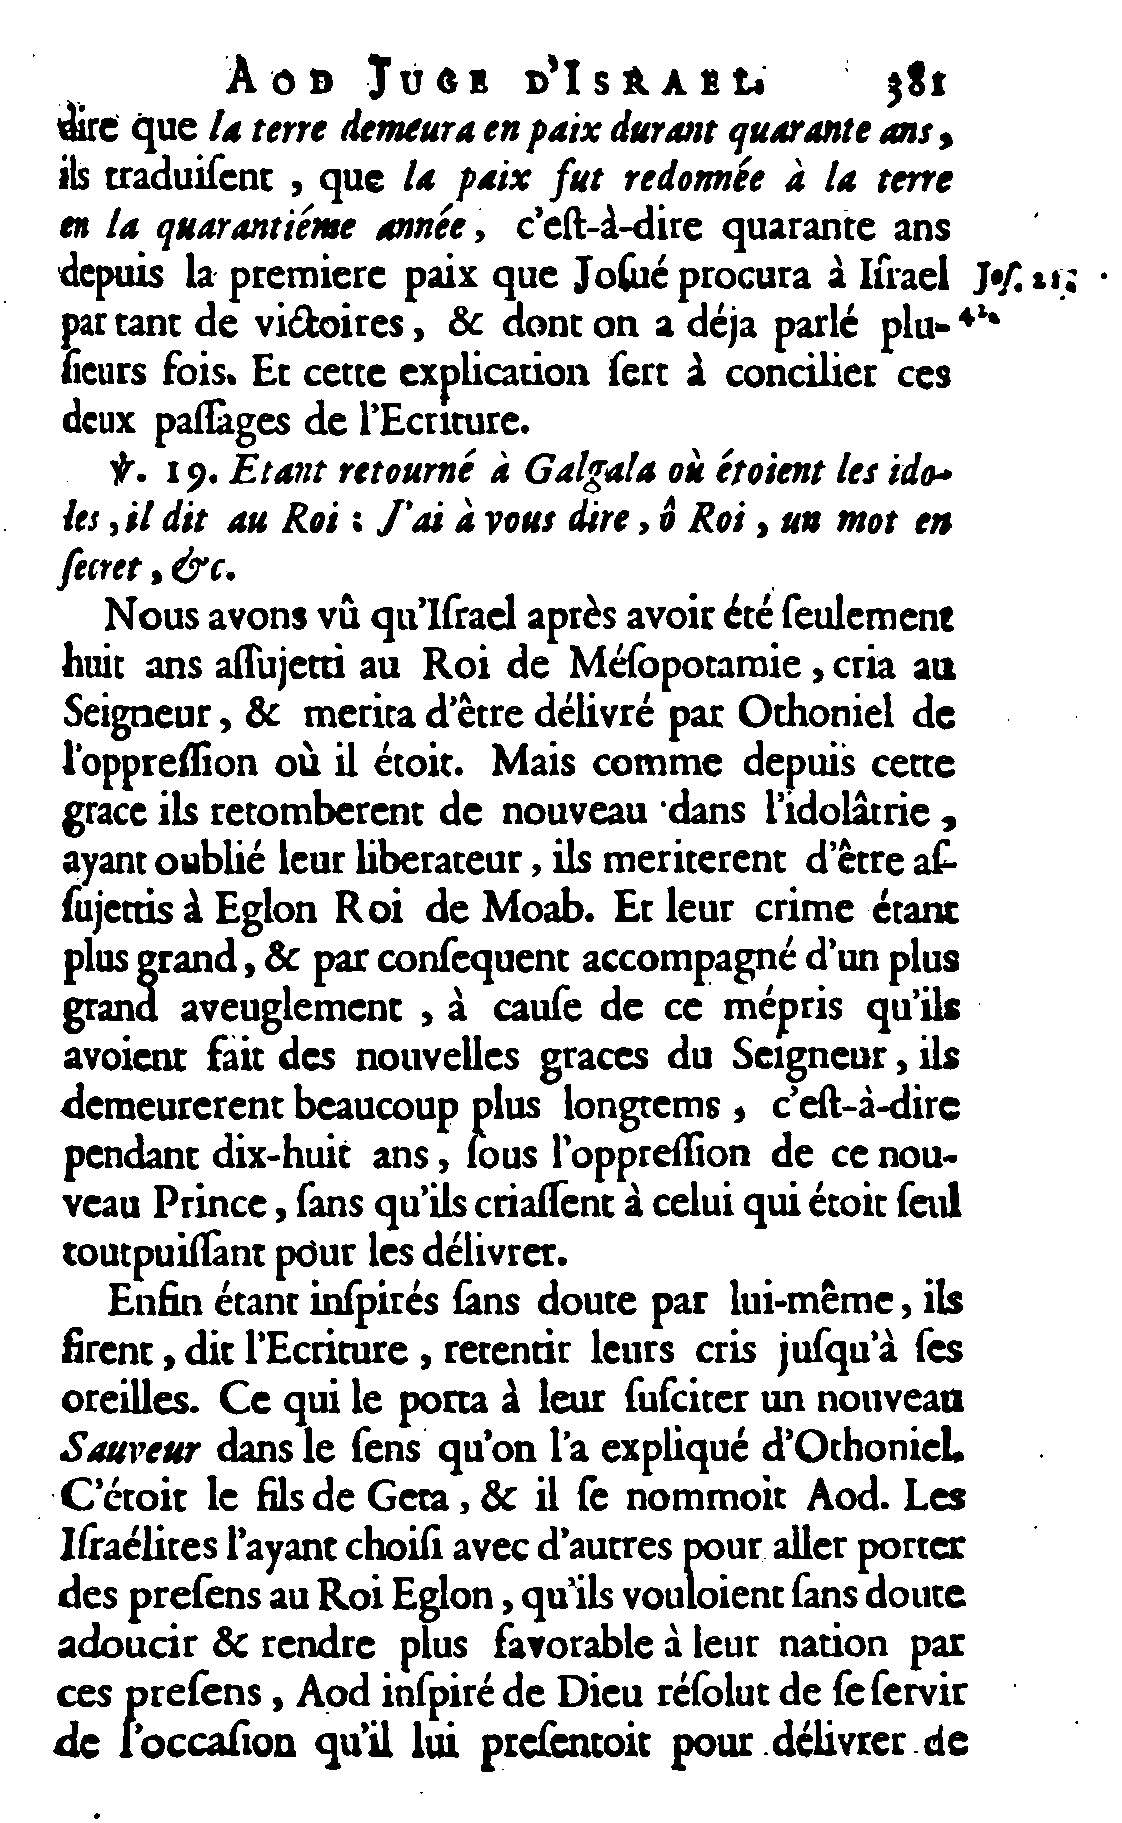 AOD JUGE D'ISRAEL. 381
dire que la terre demeura en paix durant quarante ans,
ils traduiſent, que la paix fut redonnée à la terre
en la quarantiéme année, c'eſt-à-dire quarante ans
depuis la premiere paix que Joſué procura à Iſrael
Joſ. 21.
par tant de victoires, & dont on a déja parlé plu-
42.
ſieurs fois. Et cette explication ſert à concilier ces
deux paſſages de l'Ecriture.
℣. 19. Etant retourné à Galgala où étoient les ido-
les, il dit au Roi : J'ai à vous dire, ô Roi, un mot en
ſecret, &c.
Nous avons vû qu'Iſrael après avoir été ſeulement
huit ans aſſujetti au Roi de Méſopotamie, cria au
Seigneur, & merita d'être délivré par Othoniel de
l'oppreſſion où il étoit. Mais comme depuis cette
grace ils retomberent de nouveau dans l'idolâtrie,
ayant oublié leur liberateur, ils meriterent d'être aſ-
ſujettis à Eglon Roi de Moab. Et leur crime étant
plus grand, & par conſequent accompagné d'un plus
grand aveuglement, à cauſe de ce mépris qu'ils
avoient fait des nouvelles graces du Seigneur, ils
demeurerent beaucoup plus longtems, c'eſt-à-dire
pendant dix-huit ans, ſous l'oppreſſion de ce nou-
veau Prince, ſans qu'ils criaſſent à celui qui étoit ſeul
toutpuiſſant pour les délivrer.
Enfin étant inſpirés ſans doute par lui-même, ils
firent, dit l'Ecriture, retentir leurs cris juſqu'à ſes
oreilles. Ce qui le porta à leur ſuſciter un nouveau
Sauveur dans le ſens qu'on l'a expliqué d'Othoniel.
C'étoit le fils de Gera, & il ſe nommoit Aod. Les
Iſraélites l'ayant choiſi avec d'autres pour aller porter
des preſens au Roi Eglon, qu'ils vouloient ſans doute
adoucir & rendre plus favorable à leur nation par
ces preſens, Aod inſpiré de Dieu réſolut de ſe ſervir
de l'occaſion qu'il lui preſentoit pour délivrer de